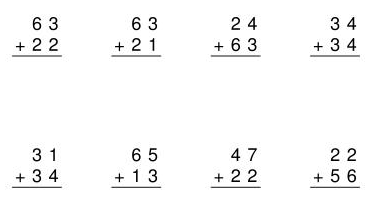 63 63 24 34
+22 +21 +63 +34
31 65 47 22
+34 +13 +22 +56